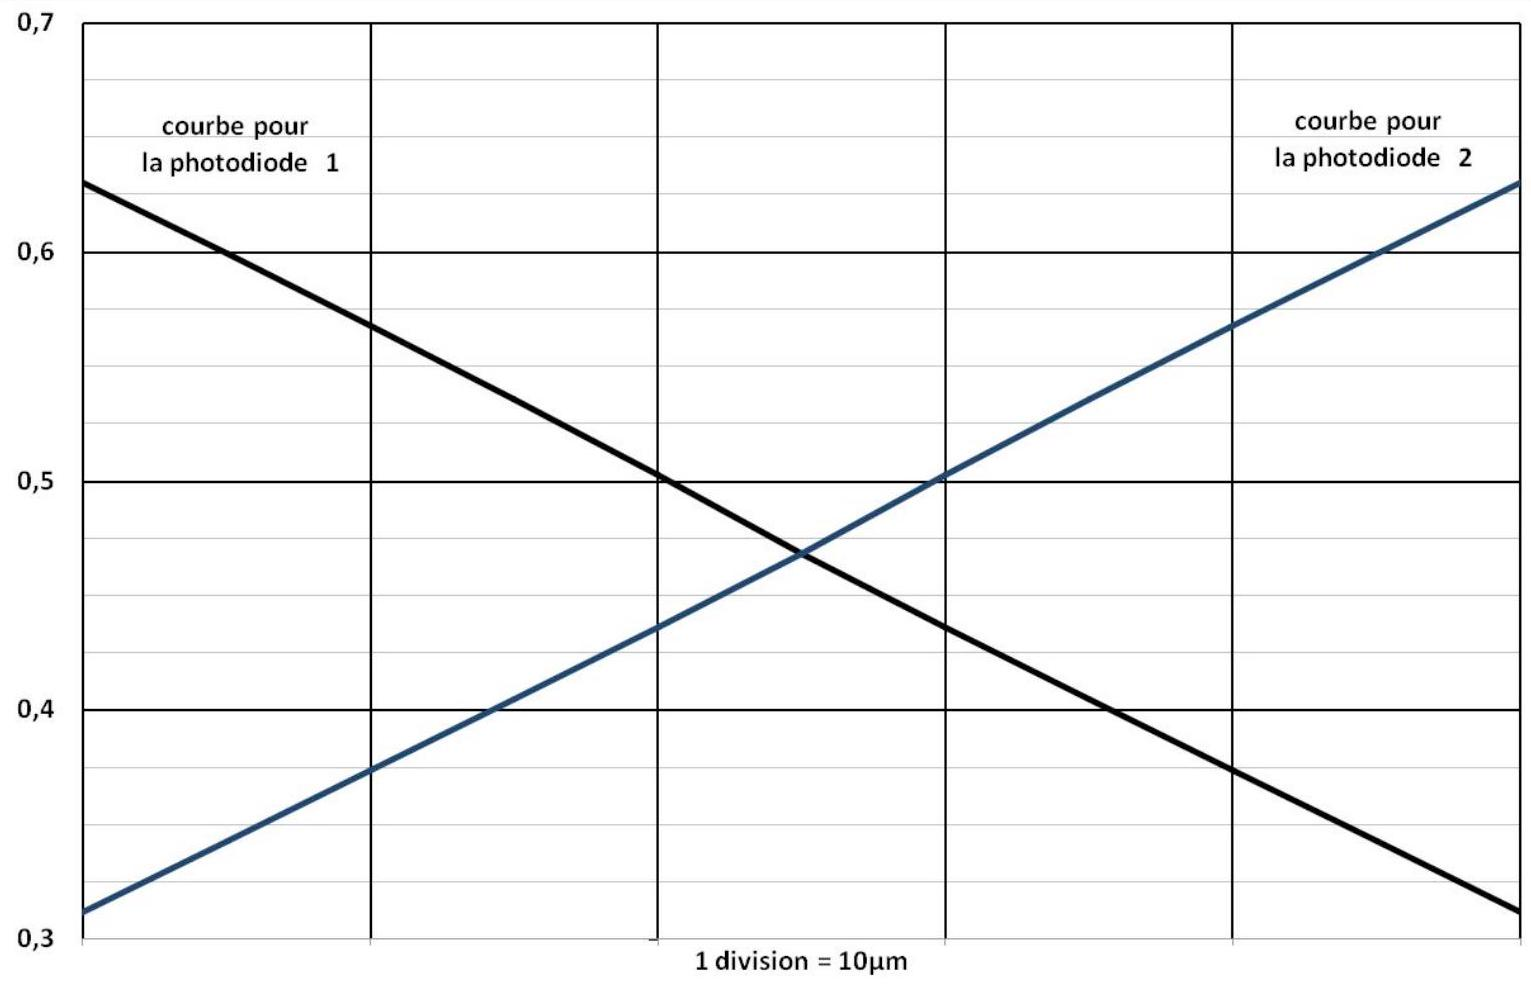 0,7
courbe pour
la photodiode 1
courbe pour
la photodiode 2
0,6
0,5
0,4
0,3
1 division = 10µm